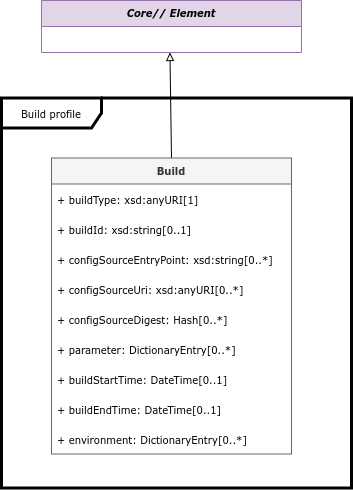 Core// Element
Build profile
Build
+ buildType: xsd:anyURI[1]
+ buildId: xsd:string[0..1]
+ configSourceEntryPoint: xsd:string[0..*]
+ configSourceUri: xsd:anyURI[0..*]
+ configSourceDigest: Hash[0..*]
+ parameter: DictionaryEntry[0..*]
+ buildStartTime: DateTime[0..1]
+ buildEndTime: DateTime[0..1]
+ environment: DictionaryEntry[0..*]